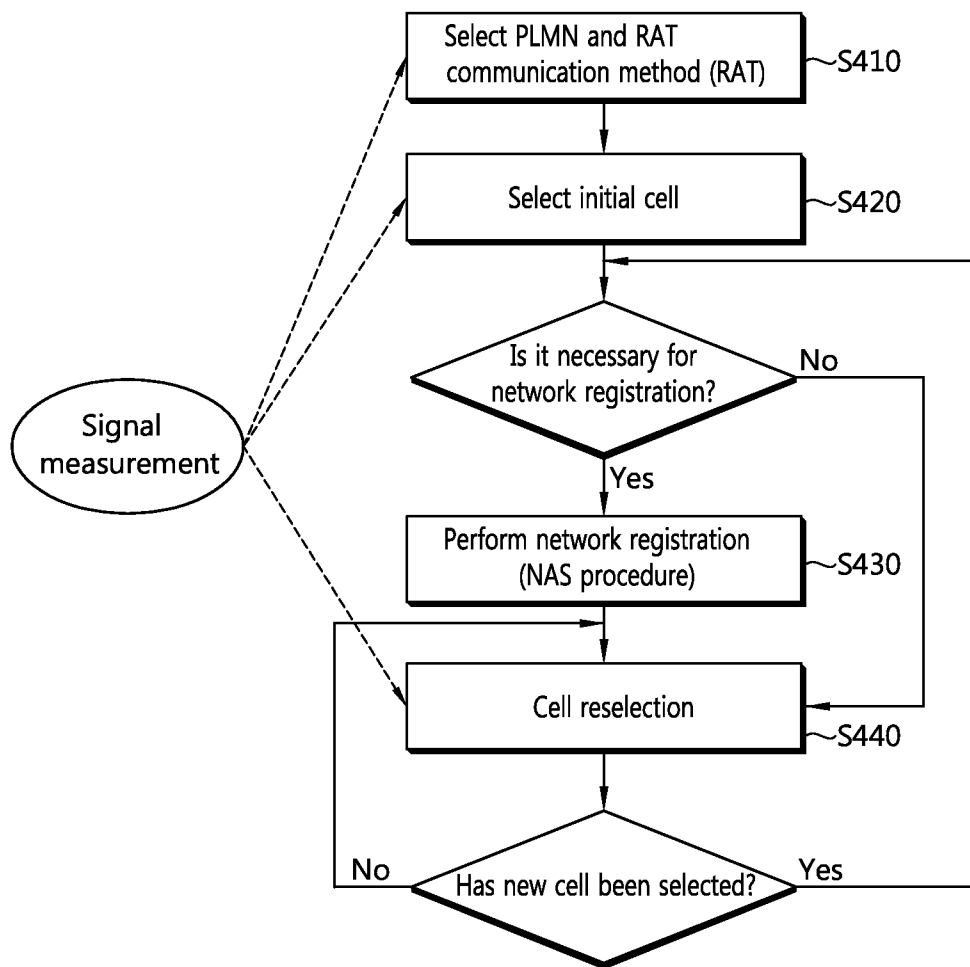 Select PLMN and RAT
communication method (RAT)
S410
Select initial cell
S420
Is it necessary for
network registration?
No
Yes
Signal
measurement
Perform network registration
(NAS procedure)
S430
Cell reselection
S440
No
Has new cell been selected?
Yes